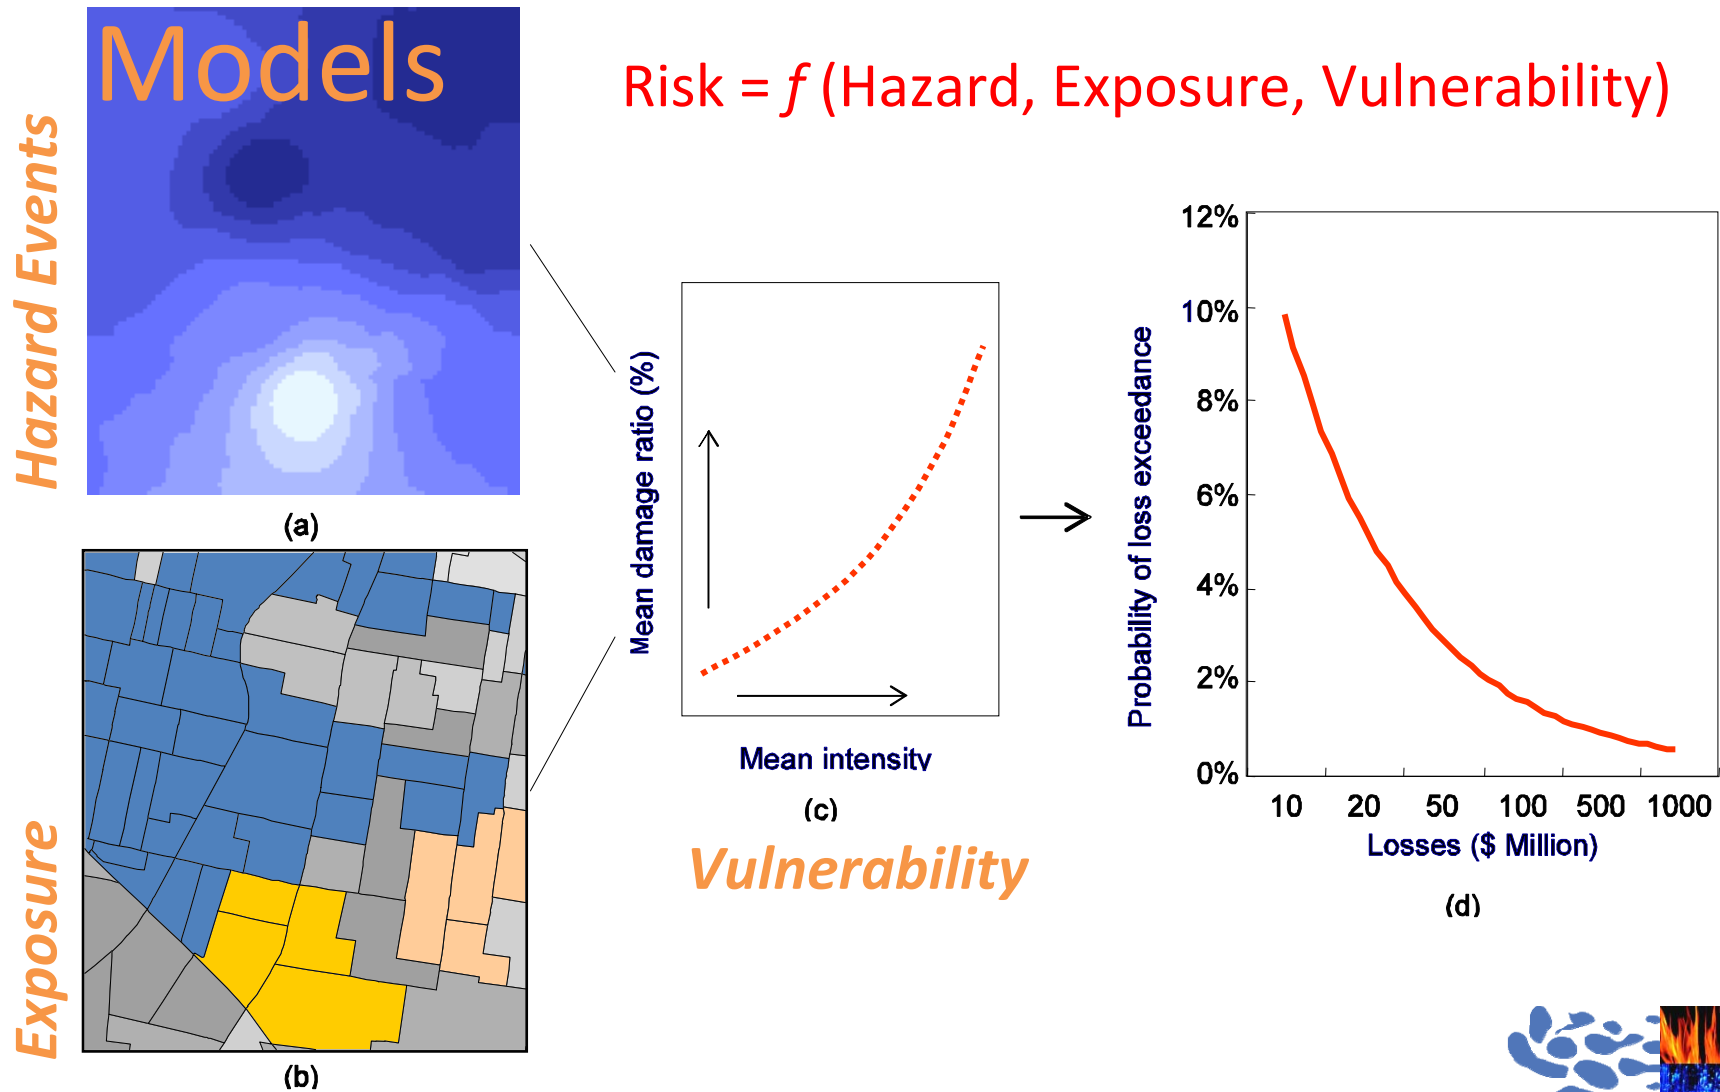 Models
Risk = f (Hazard, Exposure, Vulnerability)
Hazard Events
(a)
Exposure
(b)
Mean damage ratio (%)
Mean intensity
(c)
Vulnerability
Probability of loss exceedance
12%
10%
8%
6%
4%
2%
0%
10 20 50 100 500 1000
Losses ($ Million)
(d)